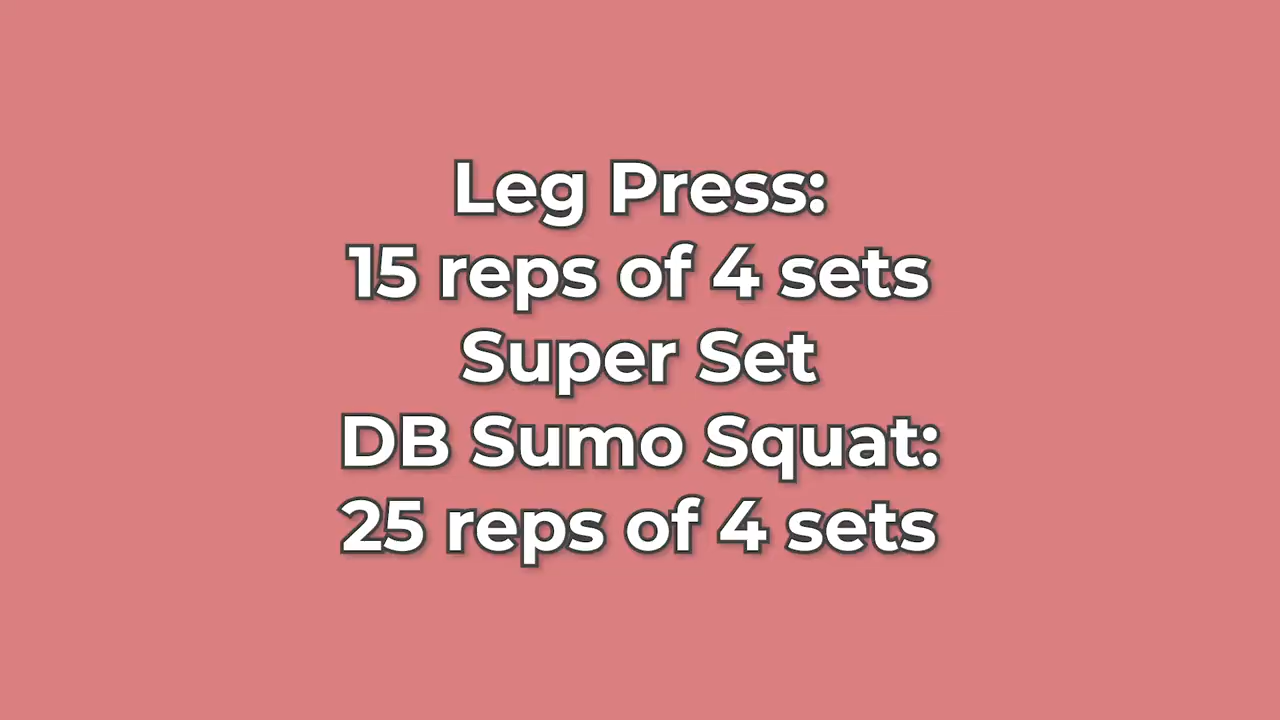 Leg Press:
15 reps of 4 sets
Super Set
DB Sumo Squat:
25 reps of 4 sets